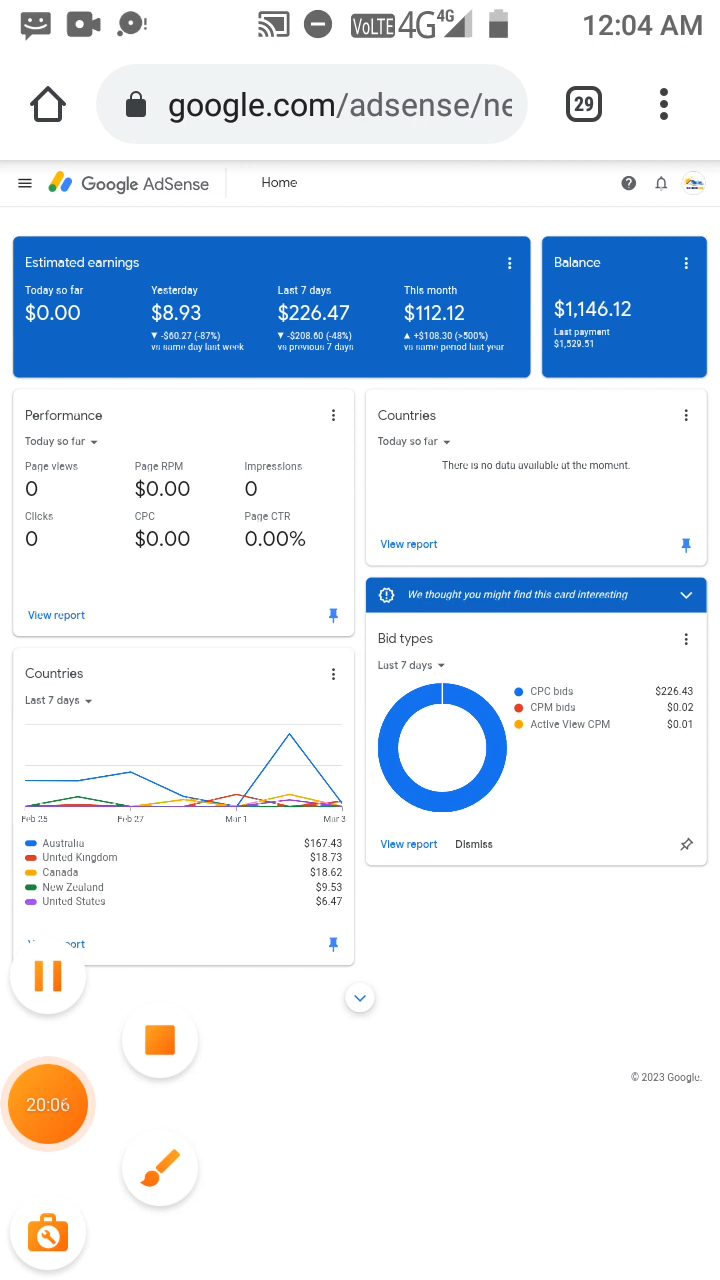 VoLTE 4G 4G 12:04 AM
google.com/adsense/ne
29
Google AdSense Home
Estimated earnings
Today so far Yesterday Last 7 days This month
$0.00 $8.93 $226.47 $112.12
▼ -$60.27 (-87%) ▼ -$208.60 (-48%) ▲ +$108.30 (>500%)
vs same day last week vs previous 7 days vs same period last year
Balance
$1,146.12
Last payment
$1,529.51
Performance
Today so far
Page views Page RPM Impressions
0 $0.00 0
Clicks CPC Page CTR
0 $0.00 0.00%
View report
Countries
Today so far
There is no data available at the moment.
View report
We thought you might find this card interesting
Bid types
Last 7 days
CPC bids $226.43
CPM bids $0.02
Active View CPM $0.01
View report Dismiss
Countries
Last 7 days
Feb 25 Feb 27 Mar 1 Mar 3
Australia $167.43
United Kingdom $18.73
Canada $18.62
New Zealand $9.53
United States $6.47
View report
© 2023 Google.
20:06